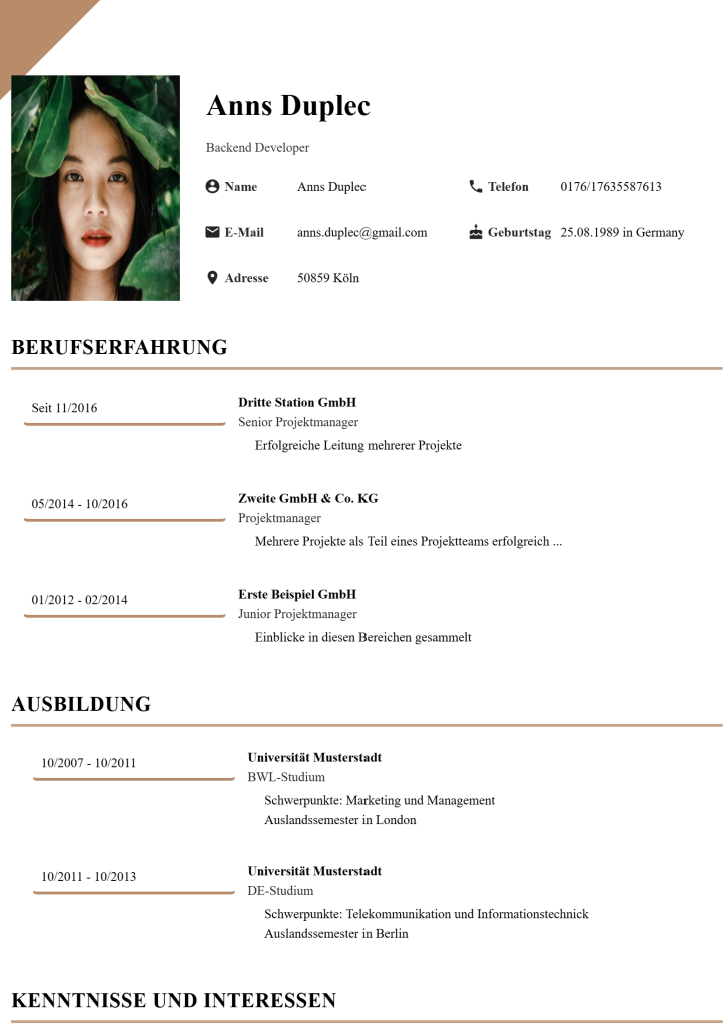 Anns Duplec
Backend Developer
Name Anns Duplec Telefon 0176/17635587613
E-Mail anns.duplec@gmail.com Geburtstag 25.08.1989 in Germany
Adresse 50859 Köln
BERUFSERFAHRUNG
Seit 11/2016
Dritte Station GmbH
Senior Projektmanager
Erfolgreiche Leitung mehrerer Projekte
05/2014 - 10/2016
Zweite GmbH & Co. KG
Projektmanager
Mehrere Projekte als Teil eines Projektteams erfolgreich ...
01/2012 - 02/2014
Erste Beispiel GmbH
Junior Projektmanager
Einblicke in diesen Bereichen gesammelt
AUSBILDUNG
10/2007 - 10/2011
Universität Musterstadt
BWL-Studium
Schwerpunkte: Marketing und Management
Auslandssemester in London
10/2011 - 10/2013
Universität Musterstadt
DE-Studium
Schwerpunkte: Telekommunikation und Informationstechnick
Auslandssemester in Berlin
KENNTNISSE UND INTERESSEN